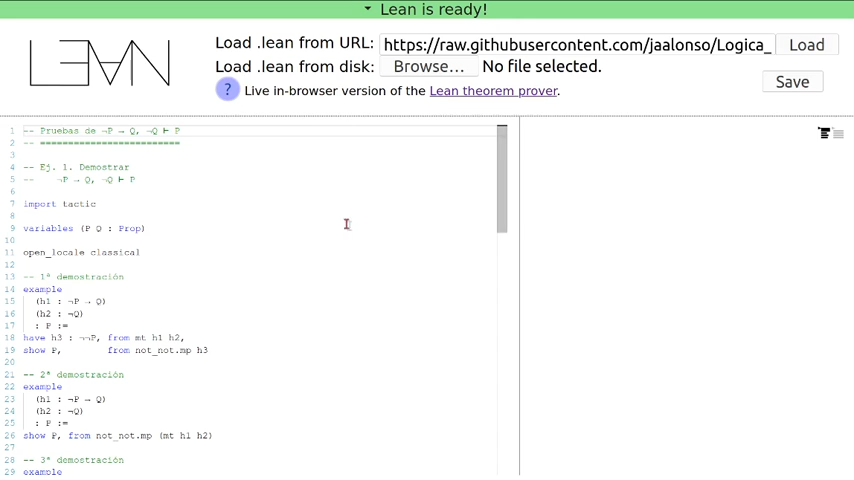 Lean is ready!
LEAN
Load .lean from URL: https://raw.githubusercontent.com/jaalonso/Logica_ Load
Load .lean from disk: Browse... No file selected.
? Live in-browser version of the Lean theorem prover.
Save
1 -- Pruebas de ¬P → Q, ¬Q ⊢ P
2 -- =========================
3
4 -- Ej. 1. Demostrar
5 --    ¬P → Q, ¬Q ⊢ P
6
7 import tactic
8
9 variables (P Q : Prop)
10
11 open_locale classical
12
13 -- 1ª demostración
14 example
15   (h1 : ¬P → Q)
16   (h2 : ¬Q)
17   : P :=
18 have h3 : ¬¬P, from mt h1 h2,
19 show P,        from not_not.mp h3
20
21 -- 2ª demostración
22 example
23   (h1 : ¬P → Q)
24   (h2 : ¬Q)
25   : P :=
26 show P, from not_not.mp (mt h1 h2)
27
28 -- 3ª demostración
29 example